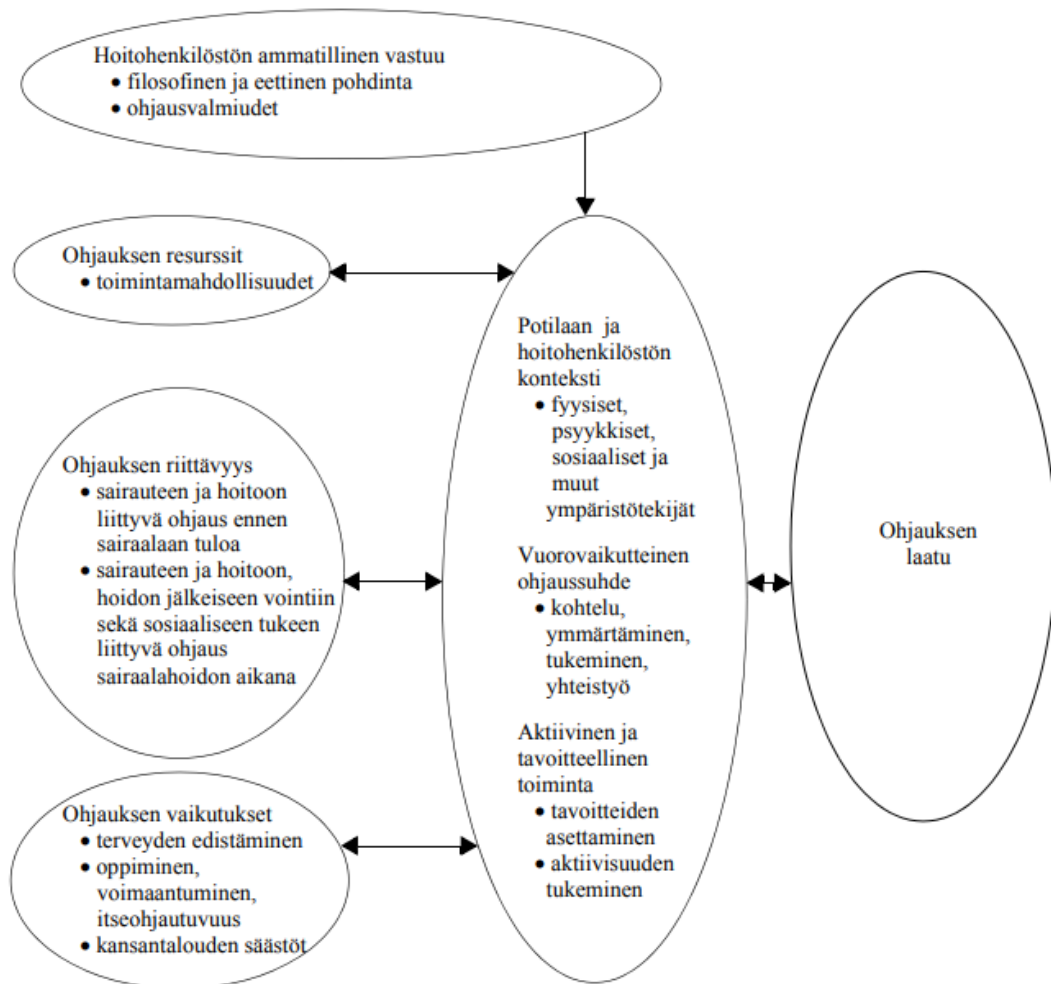 Hoitohenkilöstön ammatillinen vastuu
• filosofinen ja eettinen pohdinta
• ohjausvalmiudet
Ohjauksen resurssit
• toimintamahdollisuudet
Ohjauksen riittävyys
• sairauteen ja hoitoon
liittyvä ohjaus ennen
sairaalaan tuloa
• sairauteen ja hoitoon,
hoidon jälkeiseen vointiin
sekä sosiaaliseen tukeen
liittyvä ohjaus
sairaalahoidon aikana
Ohjauksen vaikutukset
• terveyden edistäminen
• oppiminen,
voimaantuminen,
itseohjautuvuus
• kansantalouden säästöt
Potilaan ja
hoitohenkilöstön
konteksti
• fyysiset,
psyykkiset,
sosiaaliset ja
muut
ympäristötekijät
Vuorovaikutteinen
ohjaussuhde
• kohtelu,
ymmärtäminen,
tukeminen,
yhteistyö
Aktiivinen ja
tavoitteellinen
toiminta
• tavoitteiden
asettaminen
• aktiivisuuden
tukeminen
Ohjauksen
laatu